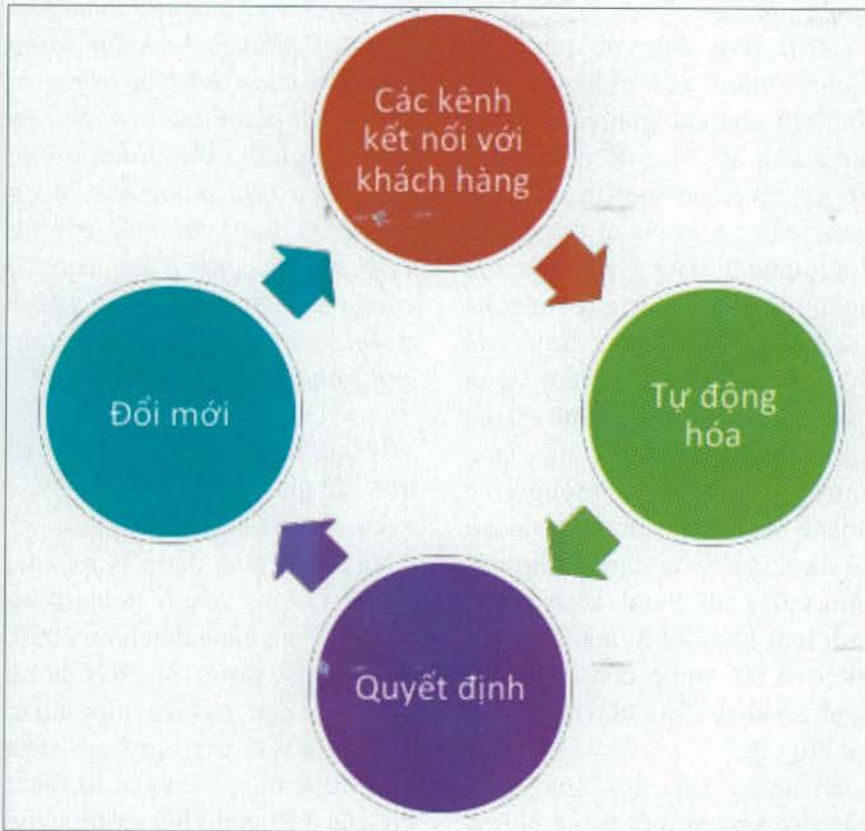 Các kênh
kết nối với
khách hàng
Tự động
hóa
Quyết định
Đổi mới